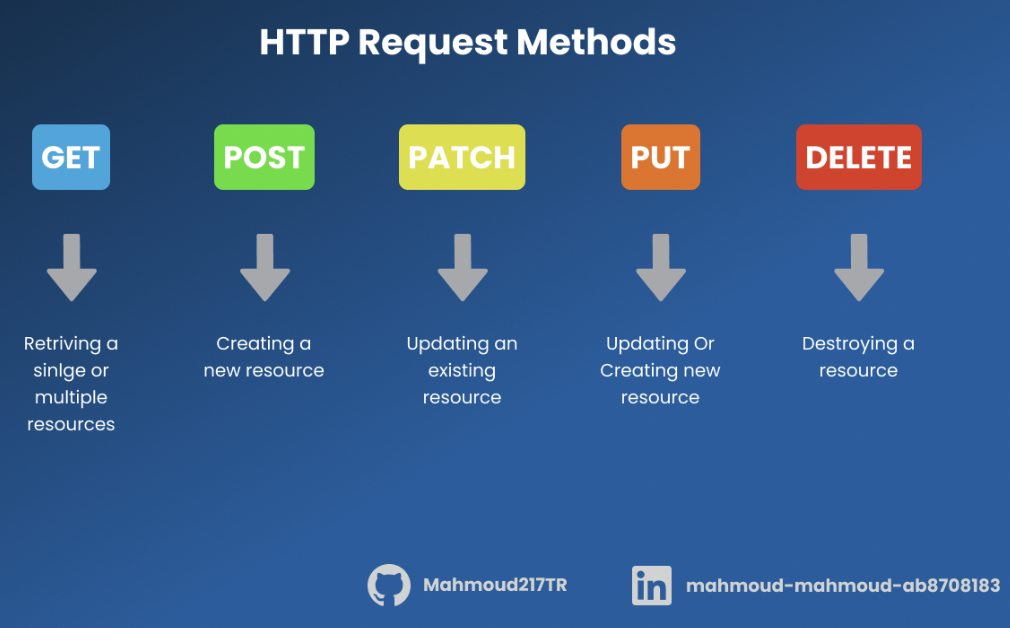 HTTP Request Methods
GET
POST
PATCH
PUT
DELETE
Retriving a
sinlge or
multiple
resources
Creating a
new resource
Updating an
existing
resource
Updating Or
Creating new
resource
Destroying a
resource
Mahmoud217TR
in
mahmoud-mahmoud-ab8708183